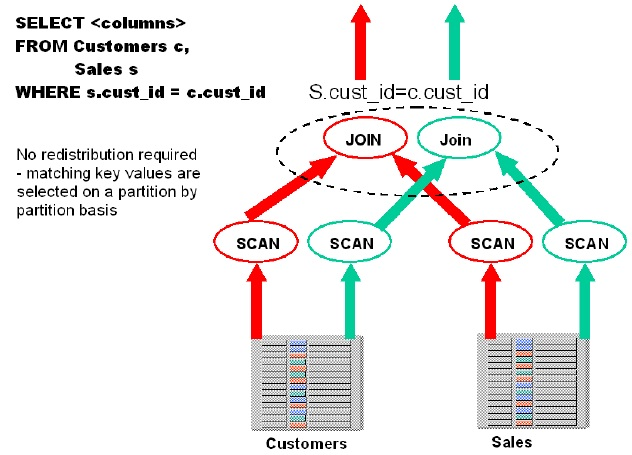 SELECT <columns>
FROM Customers c,
Sales s
WHERE s.cust_id = c.cust_id
S.cust_id=c.cust_id
No redistribution required
- matching key values are
selected on a partition by
partition basis
JOIN
Join
SCAN
SCAN
SCAN
SCAN
Customers
Sales